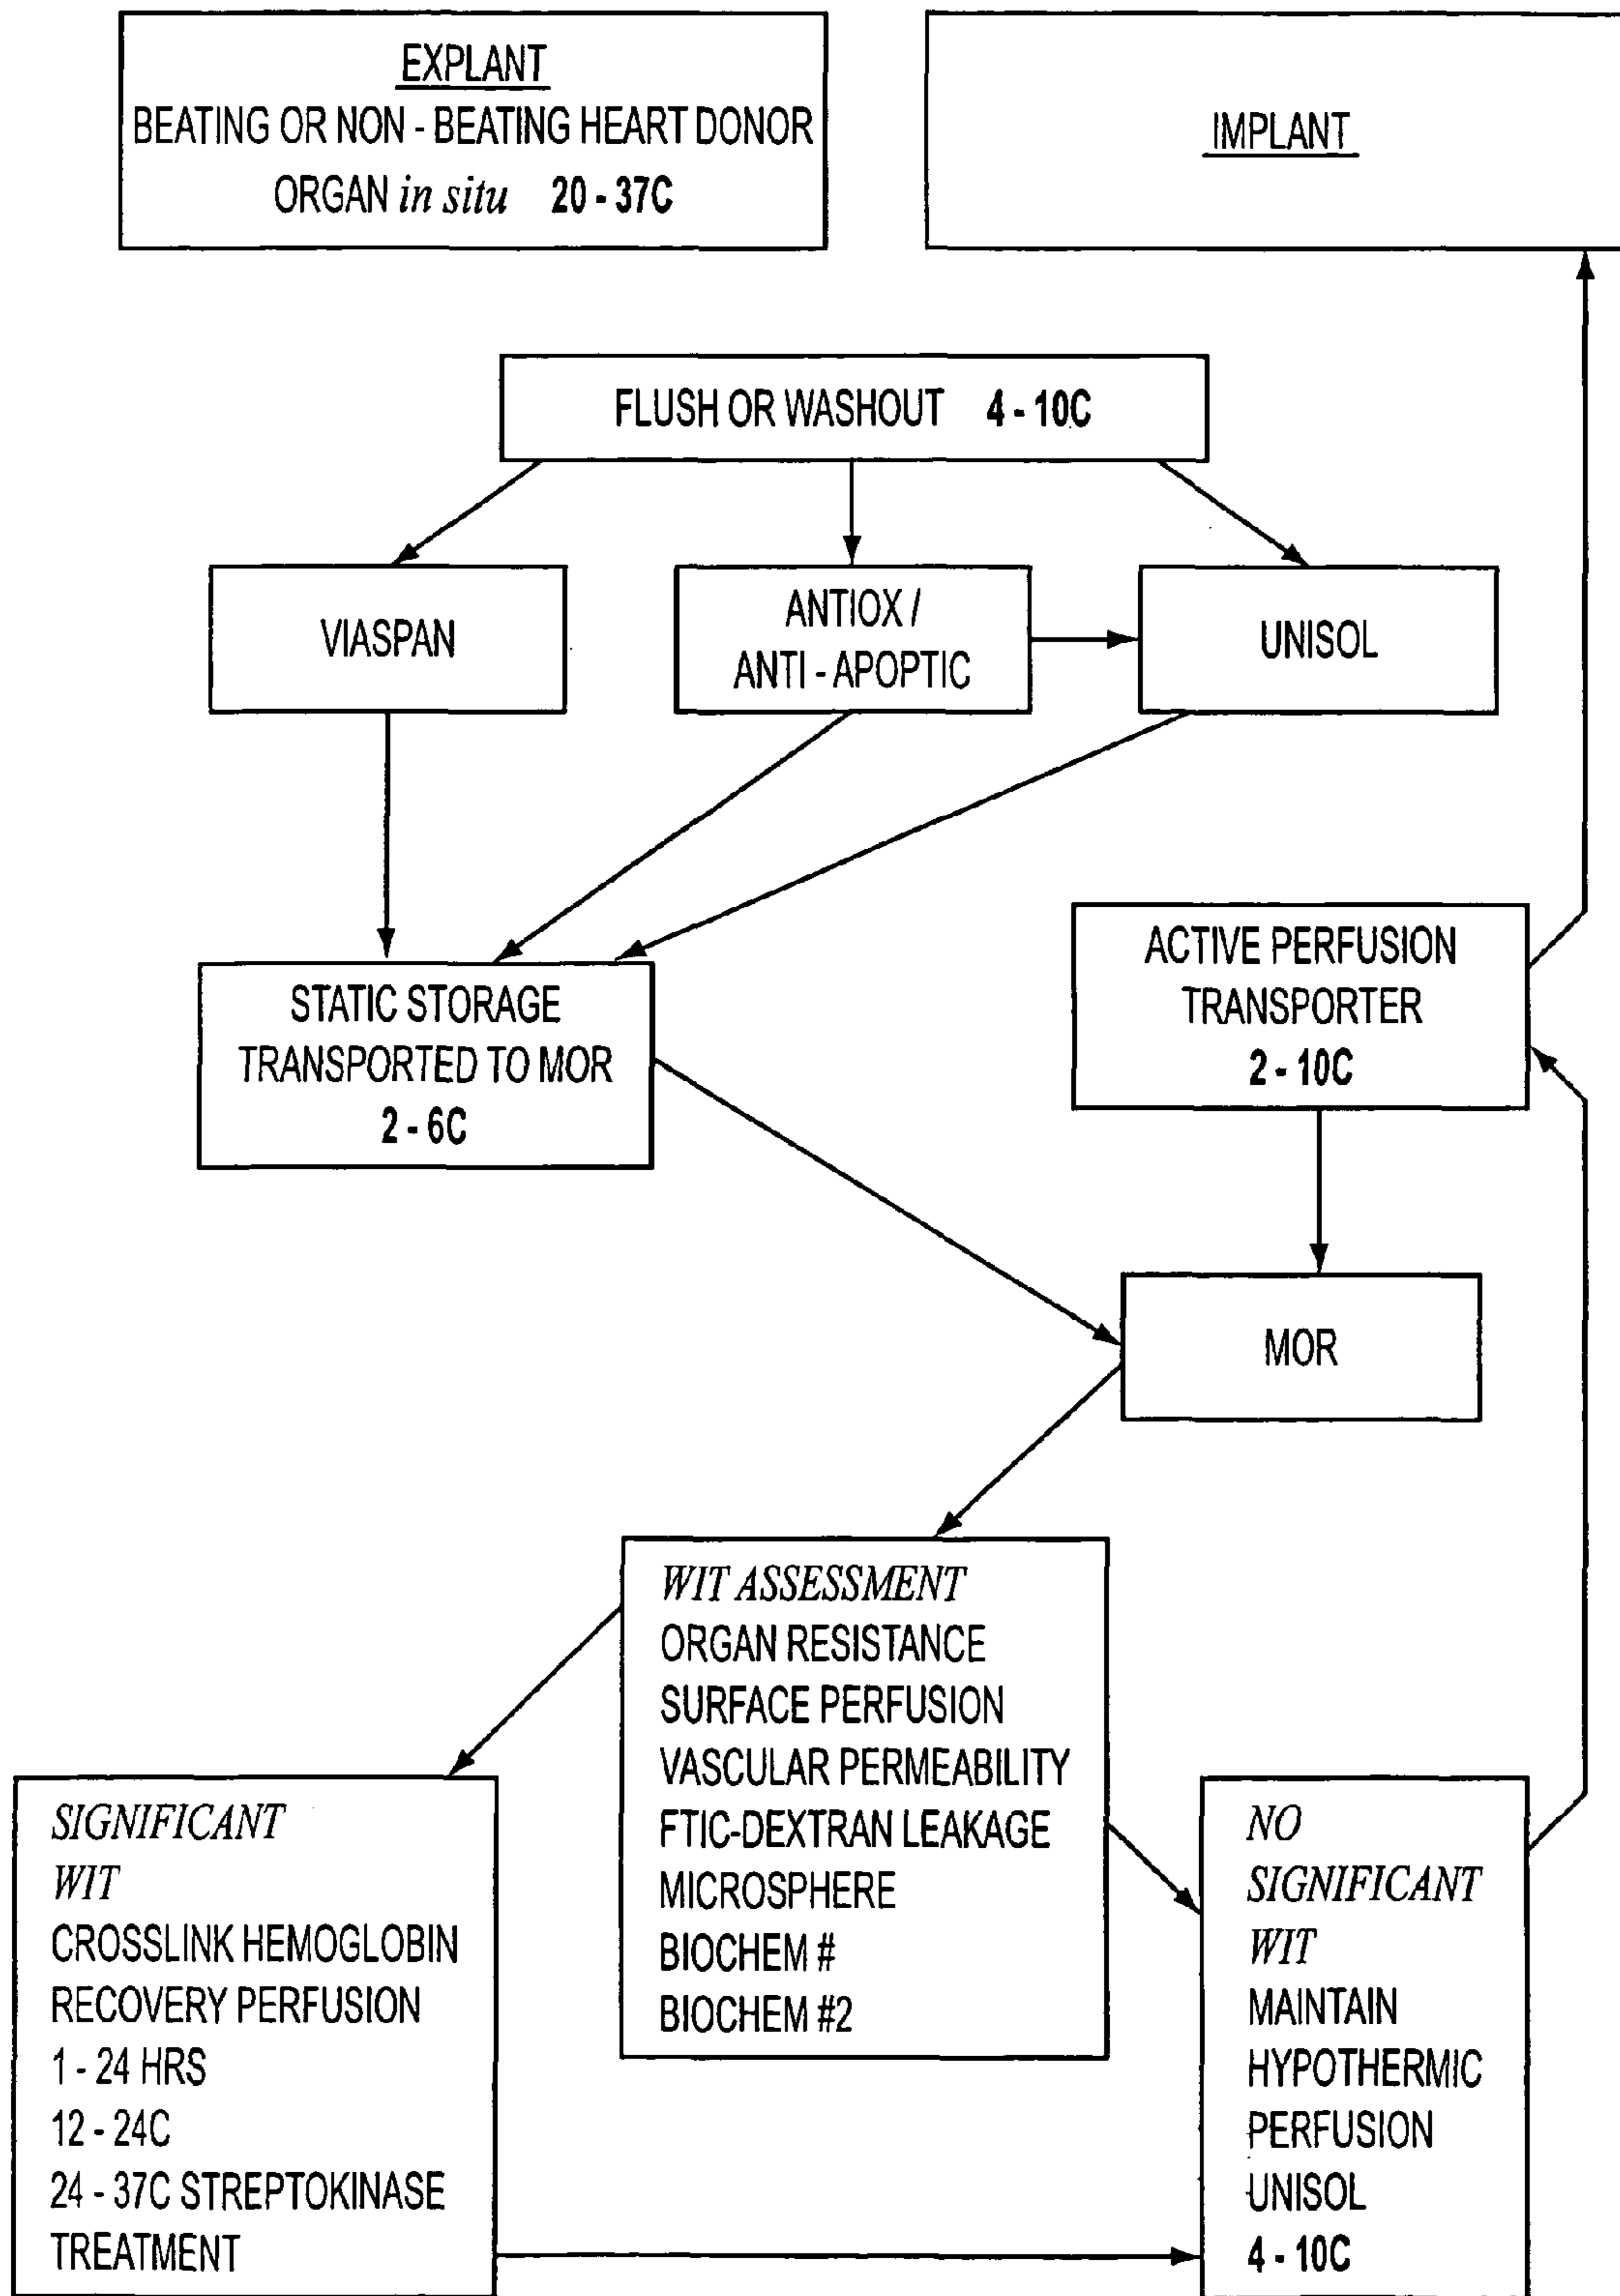 EXPLANT
BEATING OR NON - BEATING HEART DONOR
ORGAN in situ 20 - 37C
IMPLANT
FLUSH OR WASHOUT 4 - 10C
VIASPAN
ANTIOX /
ANTI - APOPTIC
UNISOL
STATIC STORAGE
TRANSPORTED TO MOR
2 - 6C
ACTIVE PERFUSION
TRANSPORTER
2 - 10C
MOR
WIT ASSESSMENT
ORGAN RESISTANCE
SURFACE PERFUSION
VASCULAR PERMEABILITY
FTIC-DEXTRAN LEAKAGE
MICROSPHERE
BIOCHEM #
BIOCHEM #2
SIGNIFICANT
WIT
CROSSLINK HEMOGLOBIN
RECOVERY PERFUSION
1 - 24 HRS
12 - 24C
24 - 37C STREPTOKINASE
TREATMENT
NO
SIGNIFICANT
WIT
MAINTAIN
HYPOTHERMIC
PERFUSION
UNISOL
4 - 10C